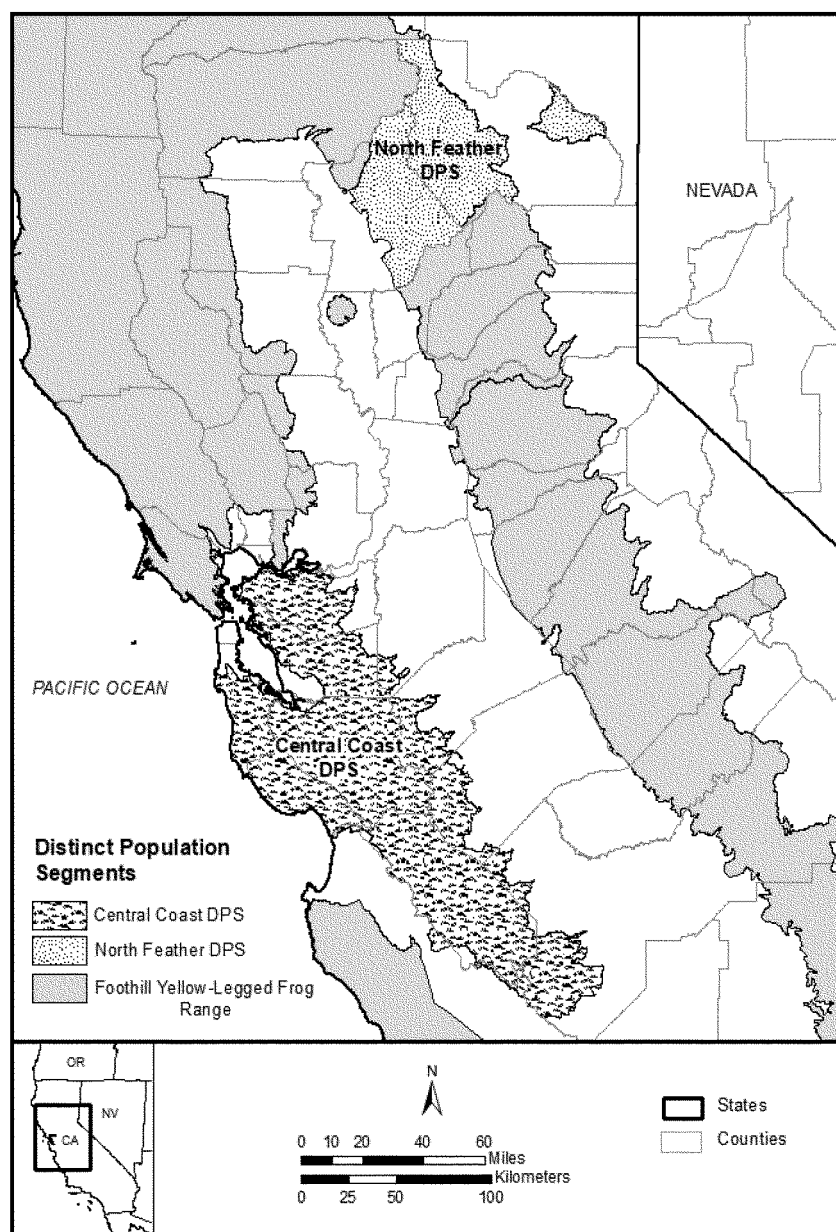 North Feather
DPS
NEVADA
PACIFIC OCEAN
Central Coast
DPS
Distinct Population
Segments
Central Coast DPS
North Feather DPS
Foothill Yellow-Legged Frog
Range
OR
NV
CA
N
0 10 20 40 60
Miles
Kilometers
0 25 50 100
States
Counties